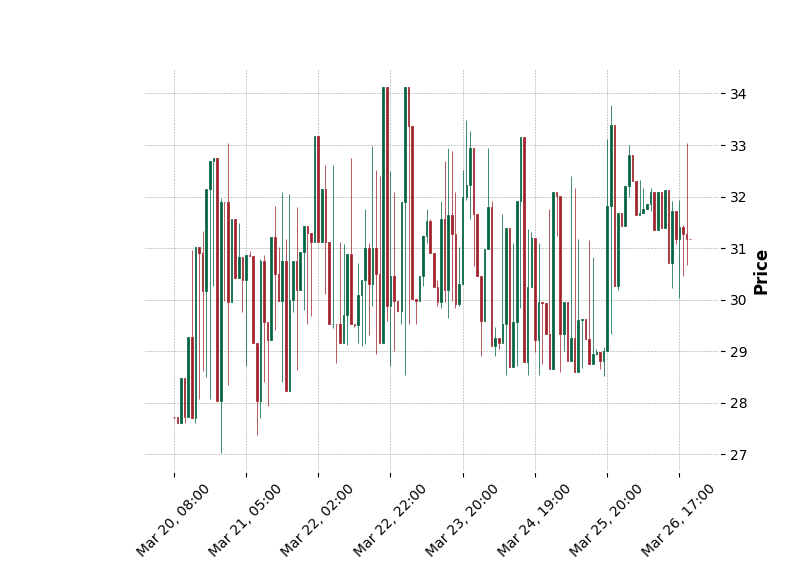 34
33
32
31
30
29
28
27
Price
Mar 20, 08:00
Mar 21, 05:00
Mar 22, 02:00
Mar 22, 22:00
Mar 23, 20:00
Mar 24, 19:00
Mar 25, 20:00
Mar 26, 17:00